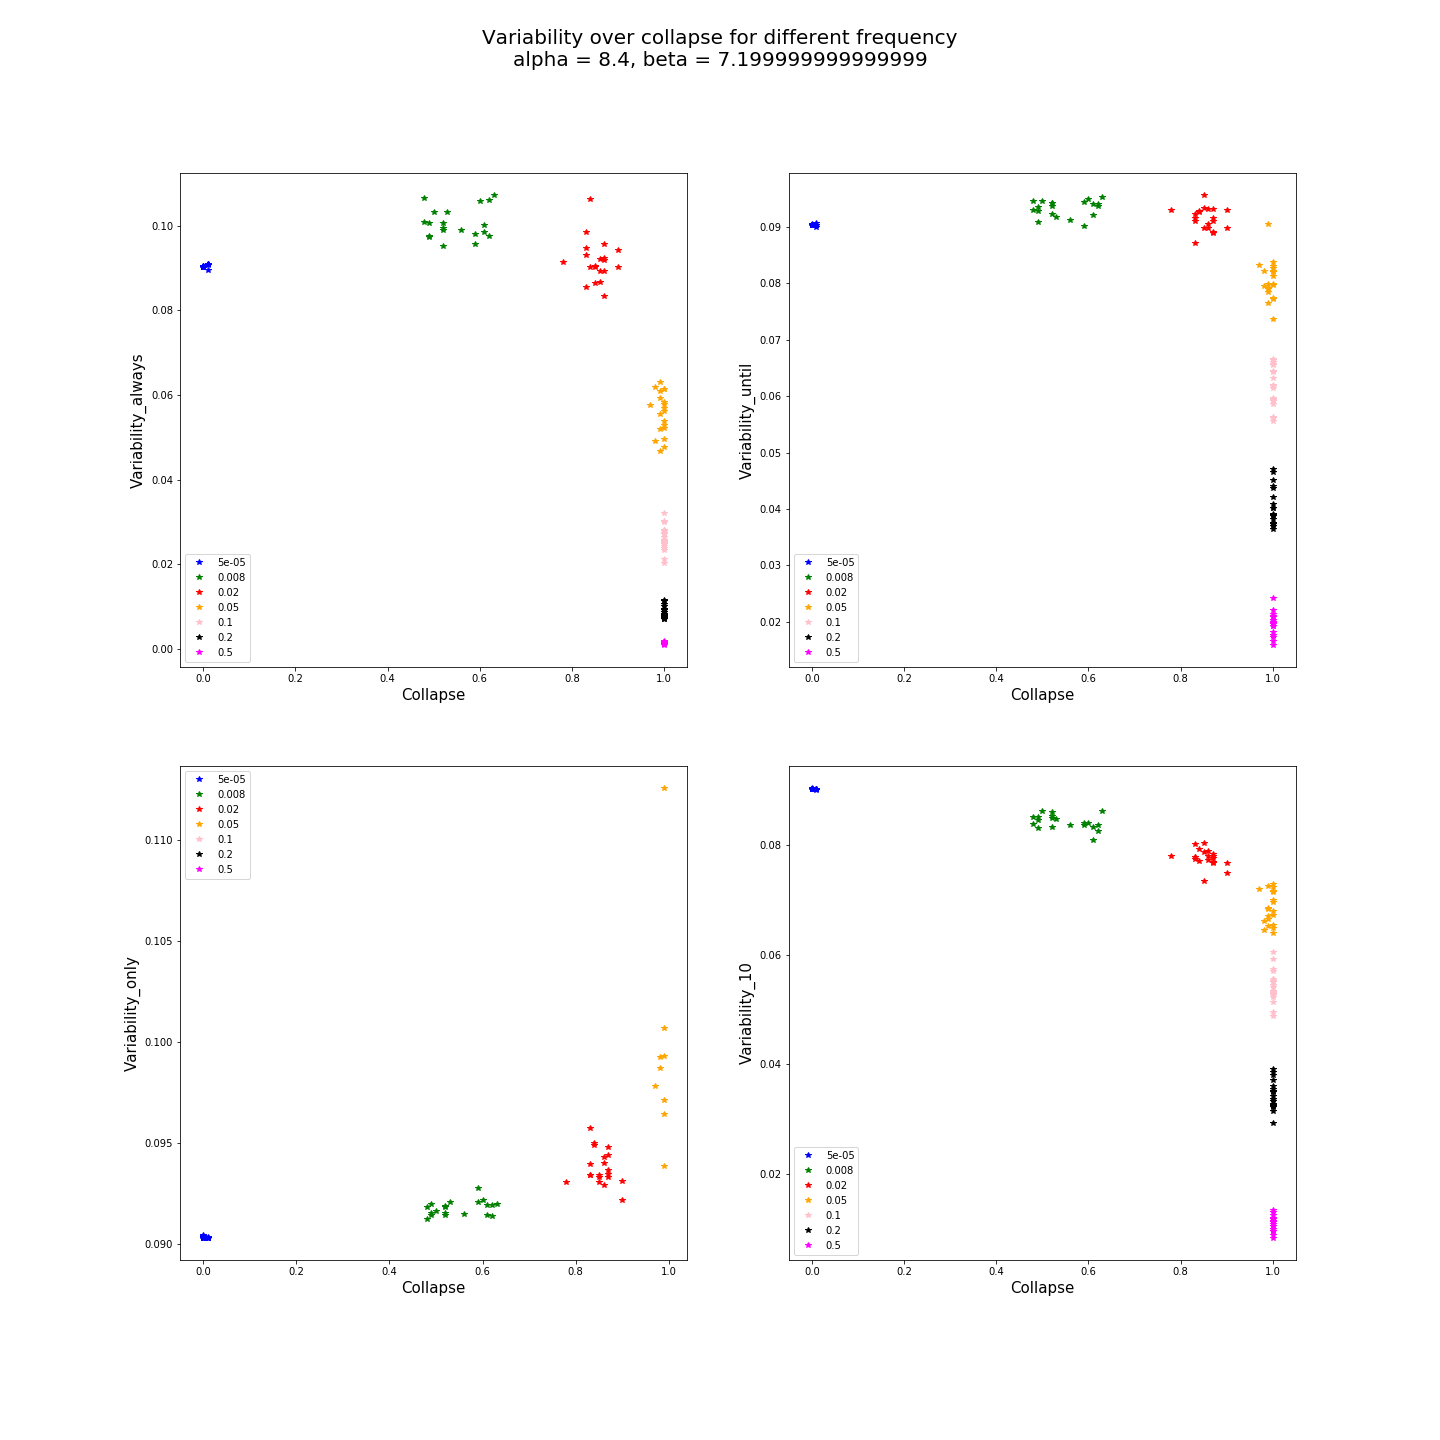 Variability over collapse for different frequency
alpha = 8.4, beta = 7.199999999999999
0.10
0.08
0.06
0.04
0.02
0.00
Variability_always
5e-05
0.008
0.02
0.05
0.1
0.2
0.5
0.0 0.2 0.4 0.6 0.8 1.0
Collapse
0.09
0.08
0.07
0.06
0.05
0.04
0.03
0.02
Variability_until
5e-05
0.008
0.02
0.05
0.1
0.2
0.5
0.0 0.2 0.4 0.6 0.8 1.0
Collapse
5e-05
0.008
0.02
0.05
0.1
0.2
0.5
0.110
0.105
0.100
0.095
0.090
Variability_only
0.0 0.2 0.4 0.6 0.8 1.0
Collapse
0.08
0.06
0.04
0.02
Variability_10
5e-05
0.008
0.02
0.05
0.1
0.2
0.5
0.0 0.2 0.4 0.6 0.8 1.0
Collapse